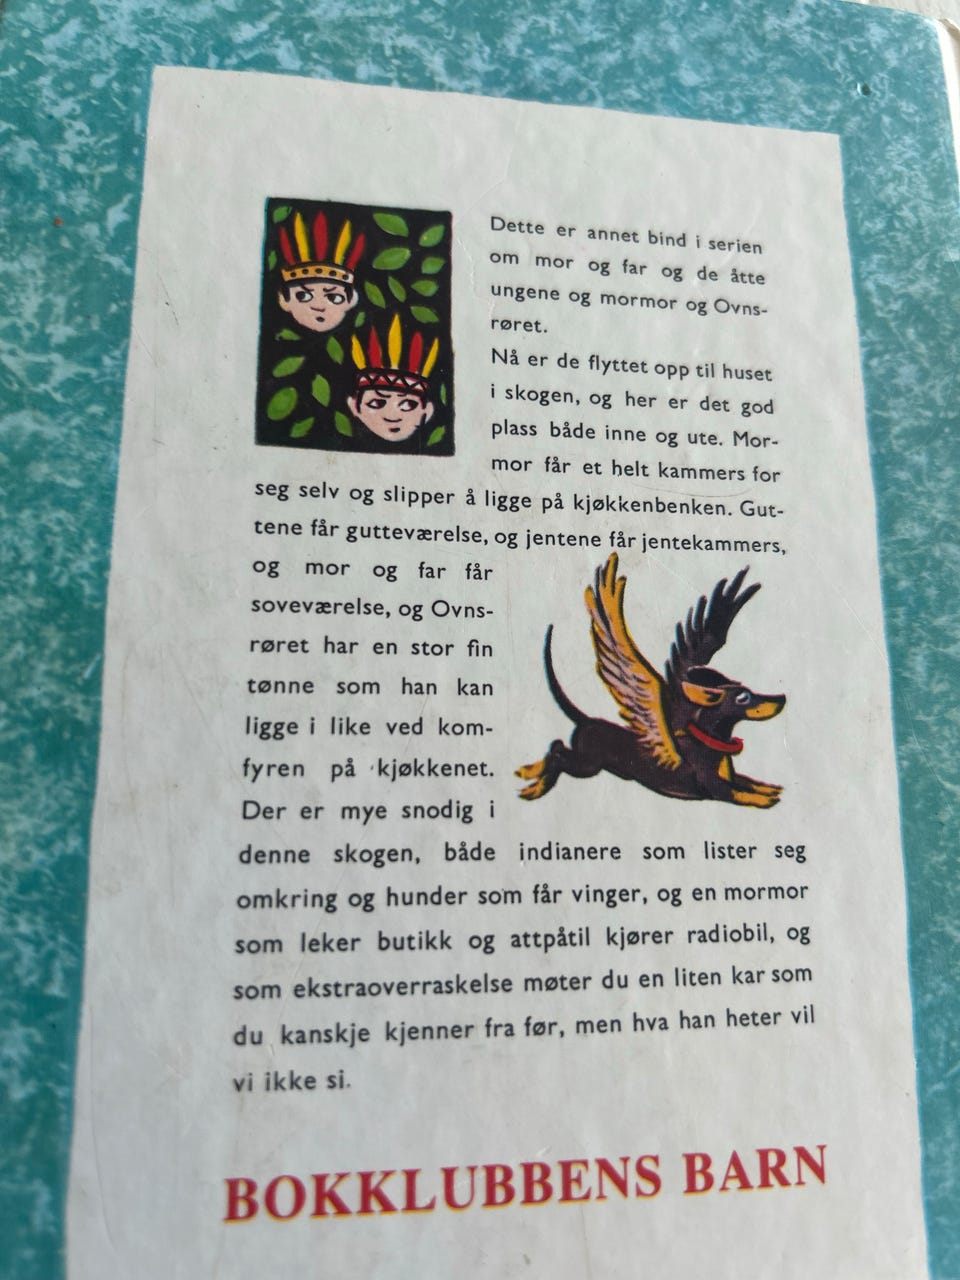 Dette er annet bind i serien
om mor og far og de åtte
ungene og mormor og Ovns-
røret.
Nå er de flyttet opp til huset
i skogen, og her er det god
plass både inne og ute. Mor-
mor får et helt kammers for
seg selv og slipper å ligge på kjøkkenbenken. Gut-
tene får gutteværelse, og jentene får jentekammers,
og mor og far får
soveværelse, og Ovns-
røret har en stor fin
tønne som han kan
ligge i like ved kom-
fyren på kjøkkenet.
Der er mye snodig i
denne skogen, både indianere som lister seg
omkring og hunder som får vinger, og en mormor
som leker butikk og attpåtil kjører radiobil, og
som ekstraoverraskelse møter du en liten kar som
du kanskje kjenner fra før, men hva han heter vil
vi ikke si.
BOKKLUBBENS BARN